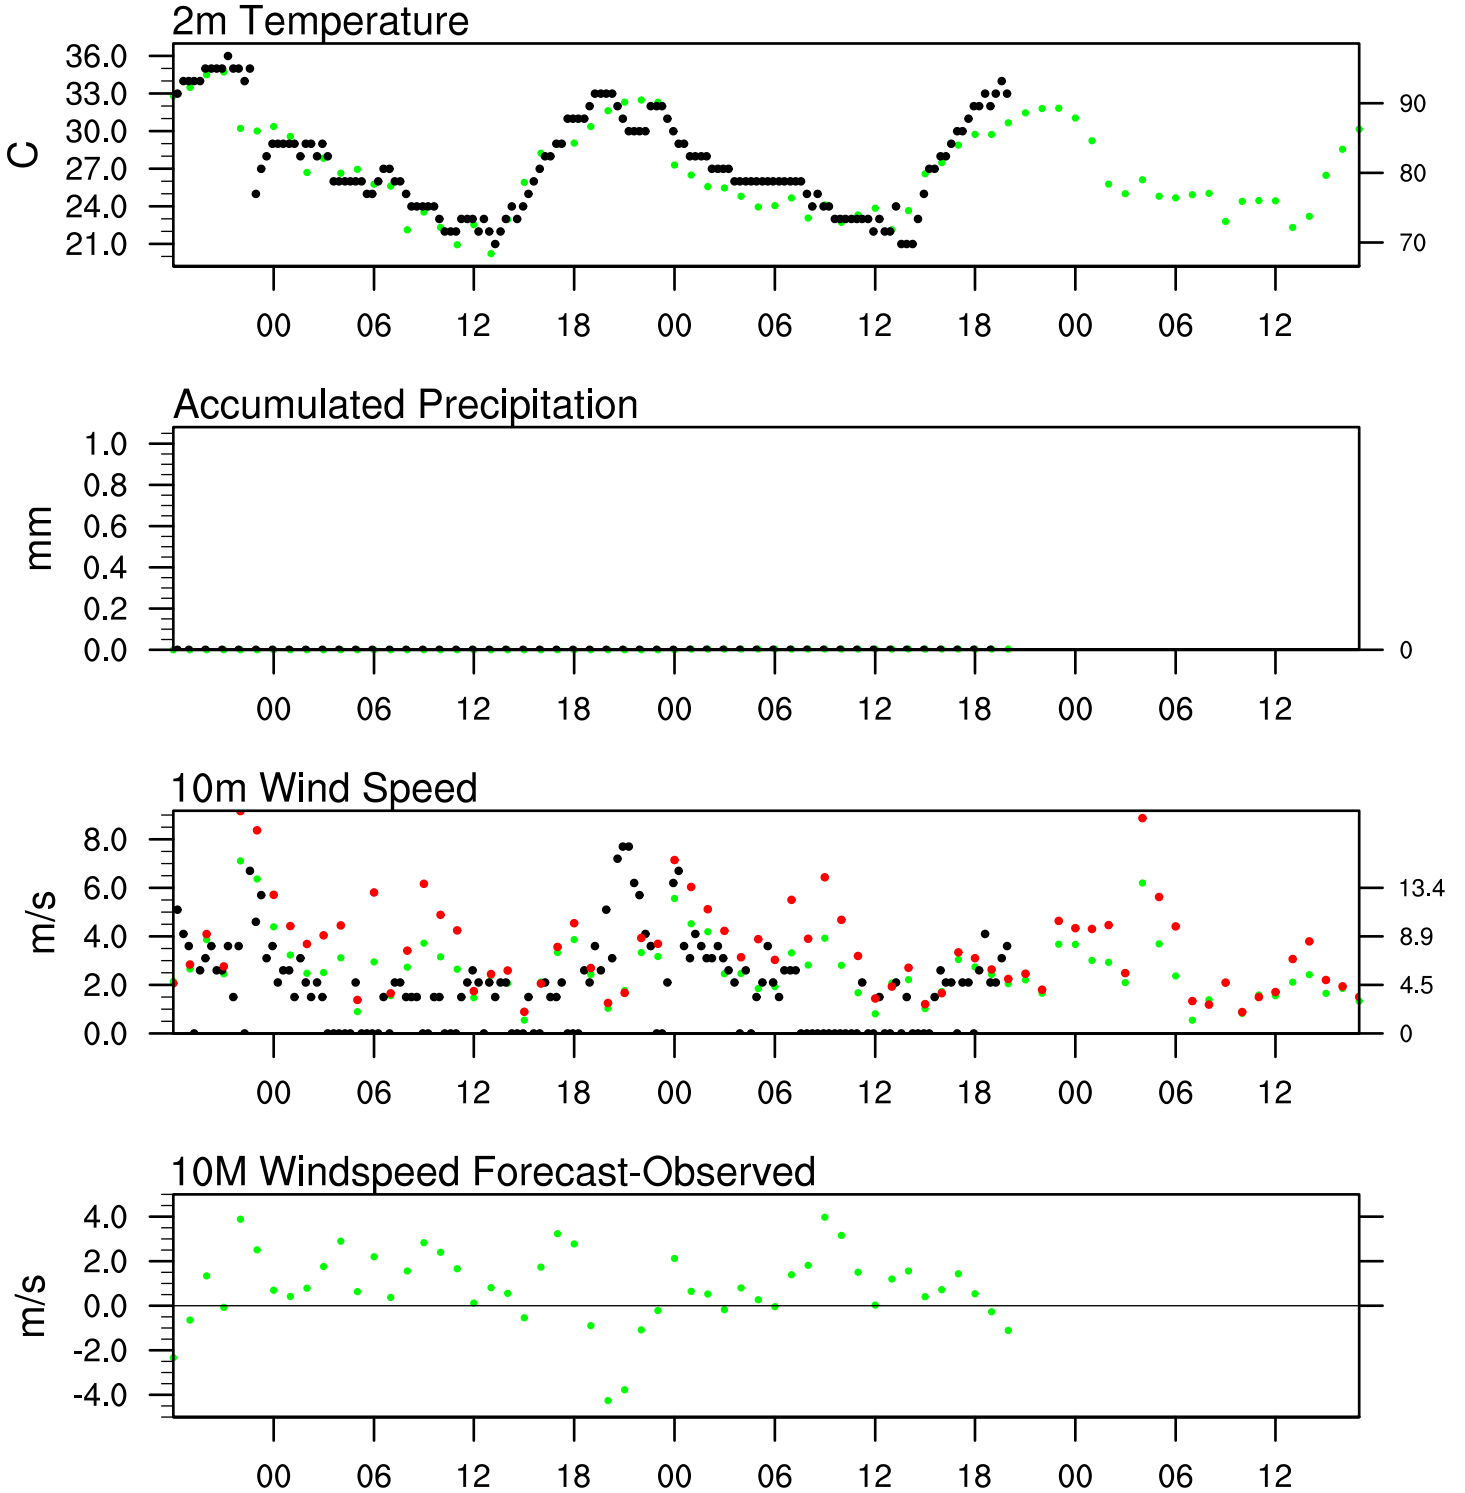 2m Temperature
36.0
33.0
30.0
27.0
24.0
21.0
C
90
80
70
00 06 12 18 00 06 12 18 00 06 12
Accumulated Precipitation
1.0
0.8
0.6
0.4
0.2
0.0
mm
0
00 06 12 18 00 06 12 18 00 06 12
10m Wind Speed
8.0
6.0
4.0
2.0
0.0
m/s
13.4
8.9
4.5
0
00 06 12 18 00 06 12 18 00 06 12
10M Windspeed Forecast-Observed
4.0
2.0
0.0
-2.0
-4.0
m/s
00 06 12 18 00 06 12 18 00 06 12